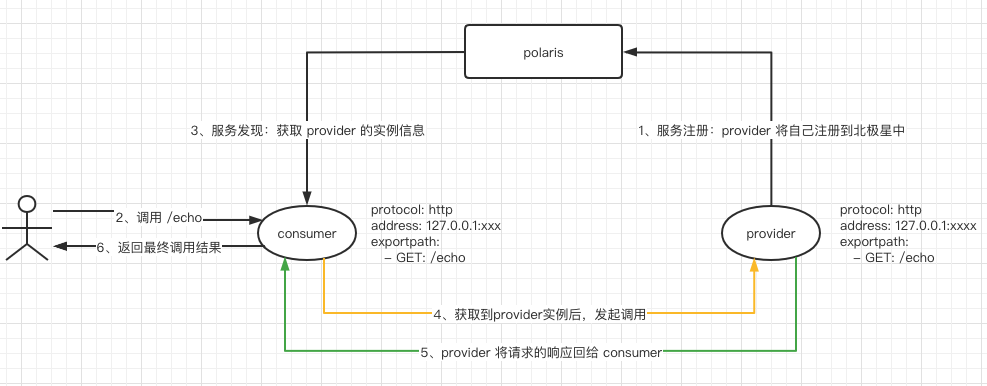 polaris
3、服务发现：获取 provider 的实例信息
1、服务注册：provider 将自己注册到北极星中
2、调用 /echo
6、返回最终调用结果
consumer
protocol: http
address: 127.0.0.1:xxx
exportpath:
– GET: /echo
provider
protocol: http
address: 127.0.0.1:xxxx
exportpath:
– GET: /echo
4、获取到provider实例后，发起调用
5、provider 将请求的响应回给 consumer